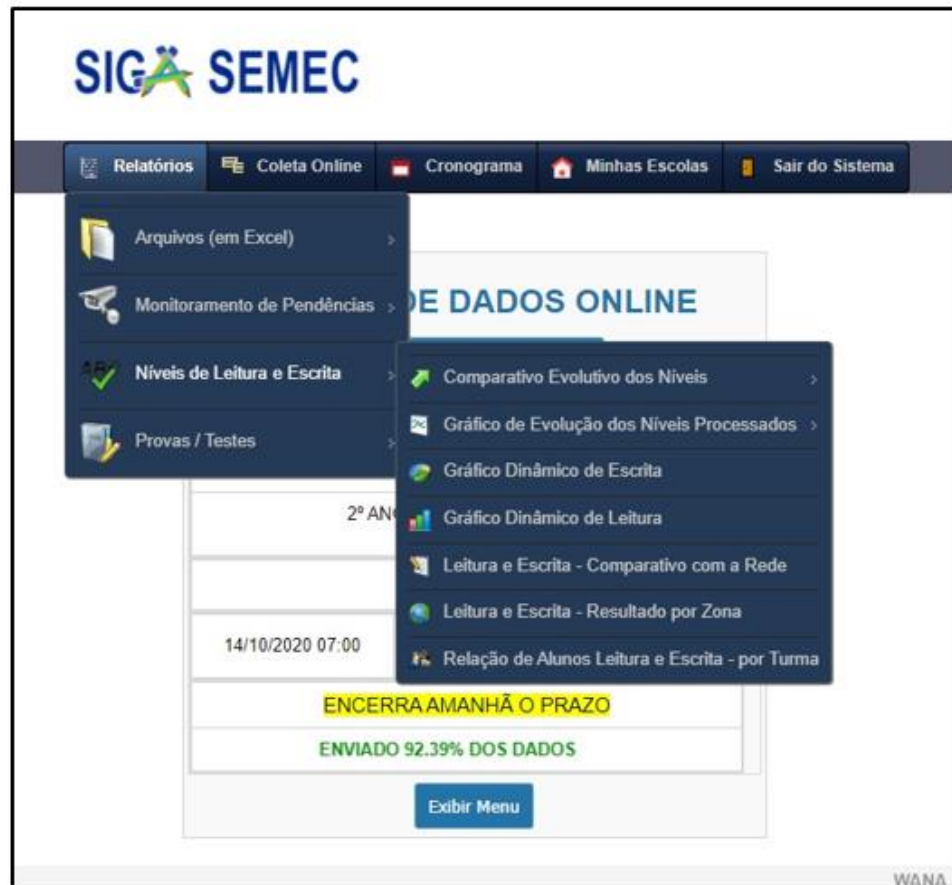 SIGA SEMEC
Relatórios Coleta Online Cronograma Minhas Escolas Sair do Sistema
Arquivos (em Excel)
Monitoramento de Pendências
Níveis de Leitura e Escrita
Provas / Testes
DE DADOS ONLINE
Comparativo Evolutivo dos Níveis
Gráfico de Evolução dos Níveis Processados
Gráfico Dinâmico de Escrita
Gráfico Dinâmico de Leitura
Leitura e Escrita - Comparativo com a Rede
Leitura e Escrita - Resultado por Zona
Relação de Alunos Leitura e Escrita - por Turma
2º AN
14/10/2020 07:00
ENCERRA AMANHÃ O PRAZO
ENVIADO 92.39% DOS DADOS
Exibir Menu
WANA